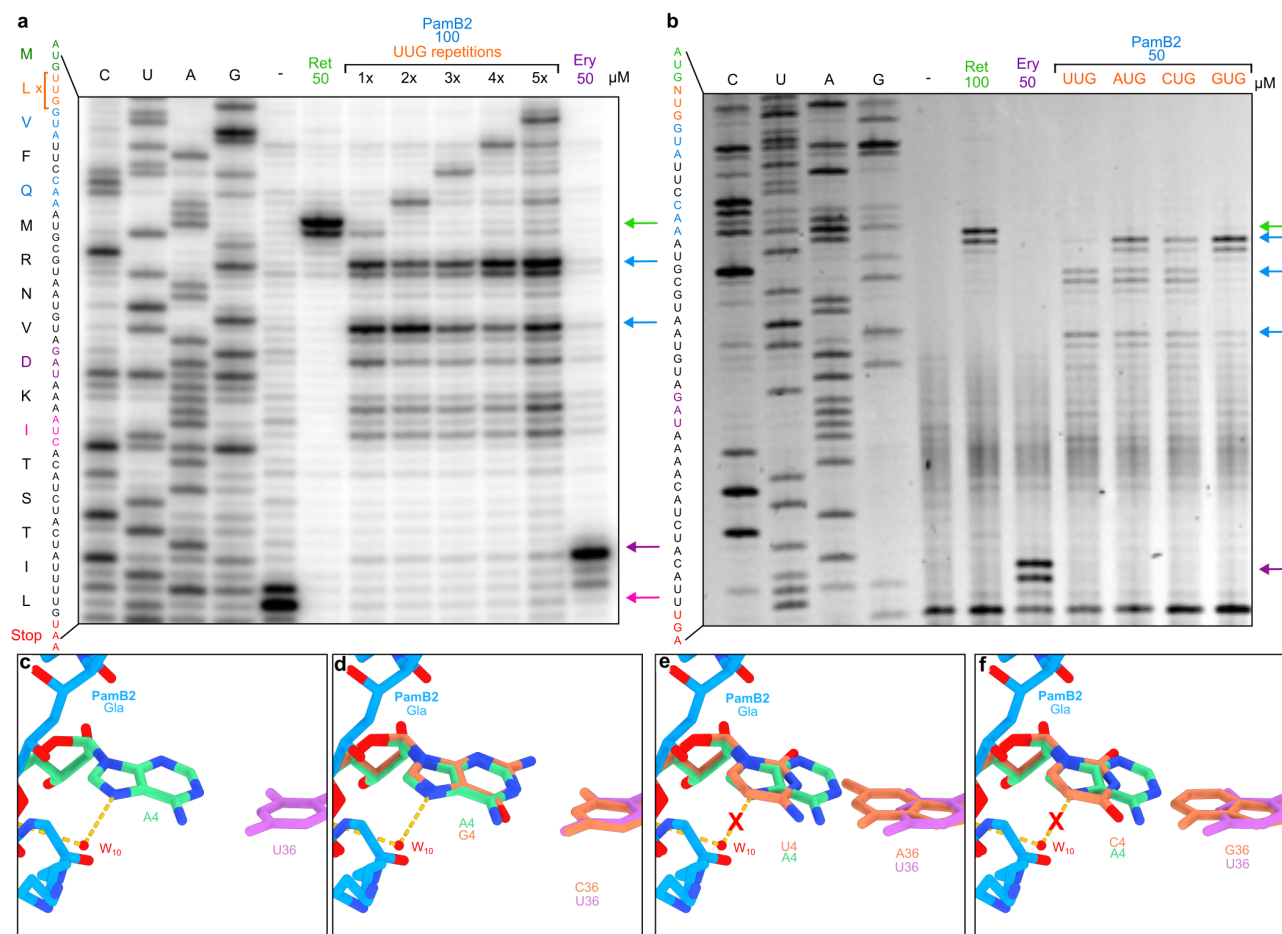 a
PamB2
100
UUG repetitions
Ret
50
Ery
50
C U A G - 1x 2x 3x 4x 5x µM
M
L x
V
F
Q
M
R
N
V
D
K
I
T
S
T
I
L
Stop
AUGUUGGUAUUCCAAAUGCGUAAUGUAGAUAAAAUCACAUCUACUAUUUUGUAA
b
PamB2
50
Ret
100
Ery
50
C U A G - UUG AUG CUG GUG µM
AUGNUGGUAUUCCAAAUGCGUAAUGUAGAUAAAACAUCUACAUUUUGA
c
PamB2
Gla
A4
U36
W10
d
PamB2
Gla
A4
G4
W10
C36
U36
e
PamB2
Gla
X
W10
U4
A4
A36
U36
f
PamB2
Gla
X
W10
C4
A4
G36
U36